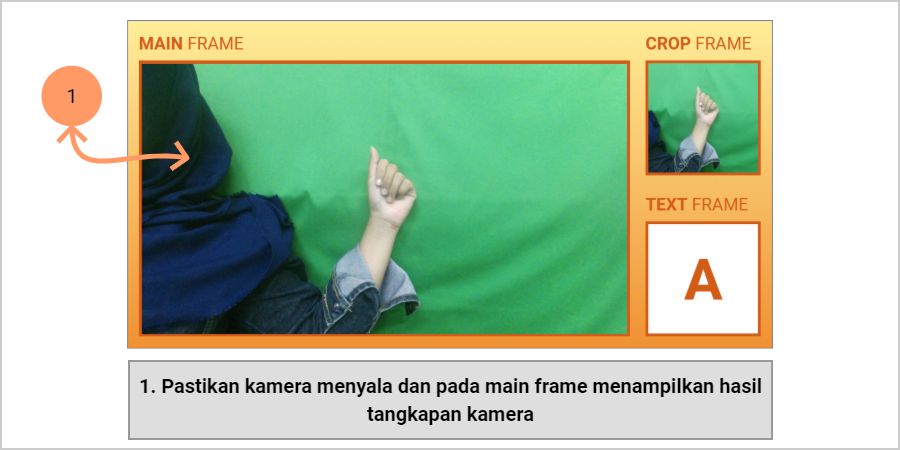 MAIN FRAME
CROP FRAME
1
TEXT FRAME
A
1. Pastikan kamera menyala dan pada main frame menampilkan hasil
tangkapan kamera